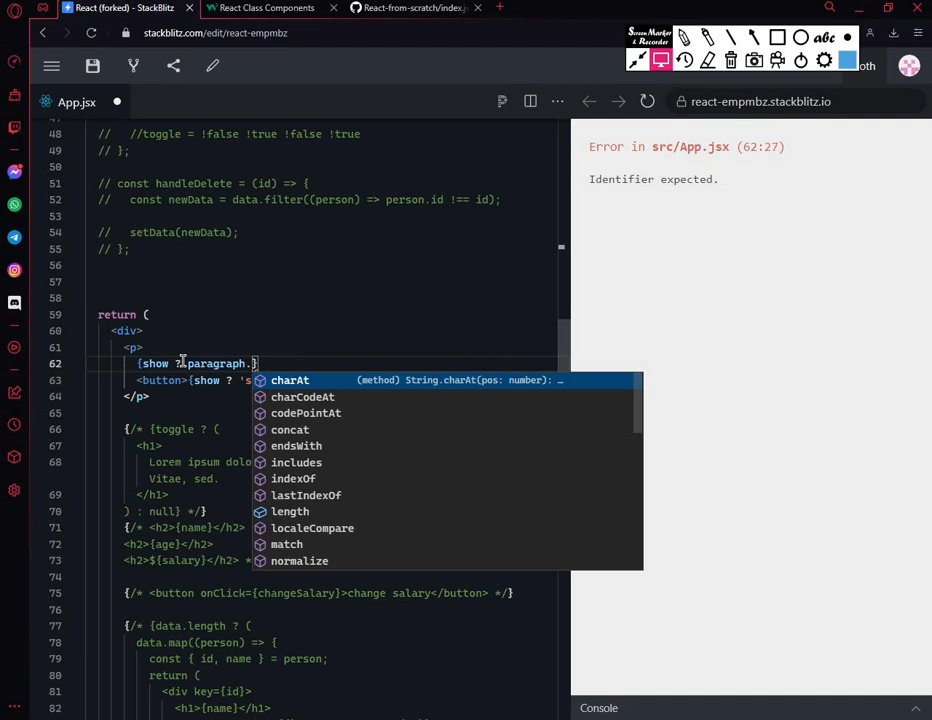 React (forked) - StackBlitz
React Class Components
React-from-scratch/index.j
stackblitz.com/edit/react-empmbz
Screen Marker
& Recorder
abc
oth
App.jsx
react-empmbz.stackblitz.io
48 // //toggle = !false !true !false !true
49 // };
50
51 // const handleDelete = (id) => {
52 // const newData = data.filter((person) => person.id !== id);
53
54 // setData(newData);
55 // };
56
57
58
59 return (
60 <div>
61 <p>
62 {show ? paragraph.}
63 <button>{show ? 's
64 </p>
65
66 {/* {toggle ? (
67 <h1>
68 Lorem ipsum dolo
Vitae, sed.
69 </h1>
70 ) : null} */}
71 {/* <h2>{name}</h2>
72 <h2>{age}</h2>
73 <h2>${salary}</h2> *
74
75 {/* <button onClick={changeSalary}>change salary</button> */}
76
77 {/* {data.length ? (
78 data.map((person) => {
79 const { id, name } = person;
80 return (
81 <div key={id}>
82 <h1>{name}</h1>
charAt (method) String.charAt(pos: number): …
charCodeAt
codePointAt
concat
endsWith
includes
indexOf
lastIndexOf
length
localeCompare
match
normalize
Error in src/App.jsx (62:27)
Identifier expected.
Console